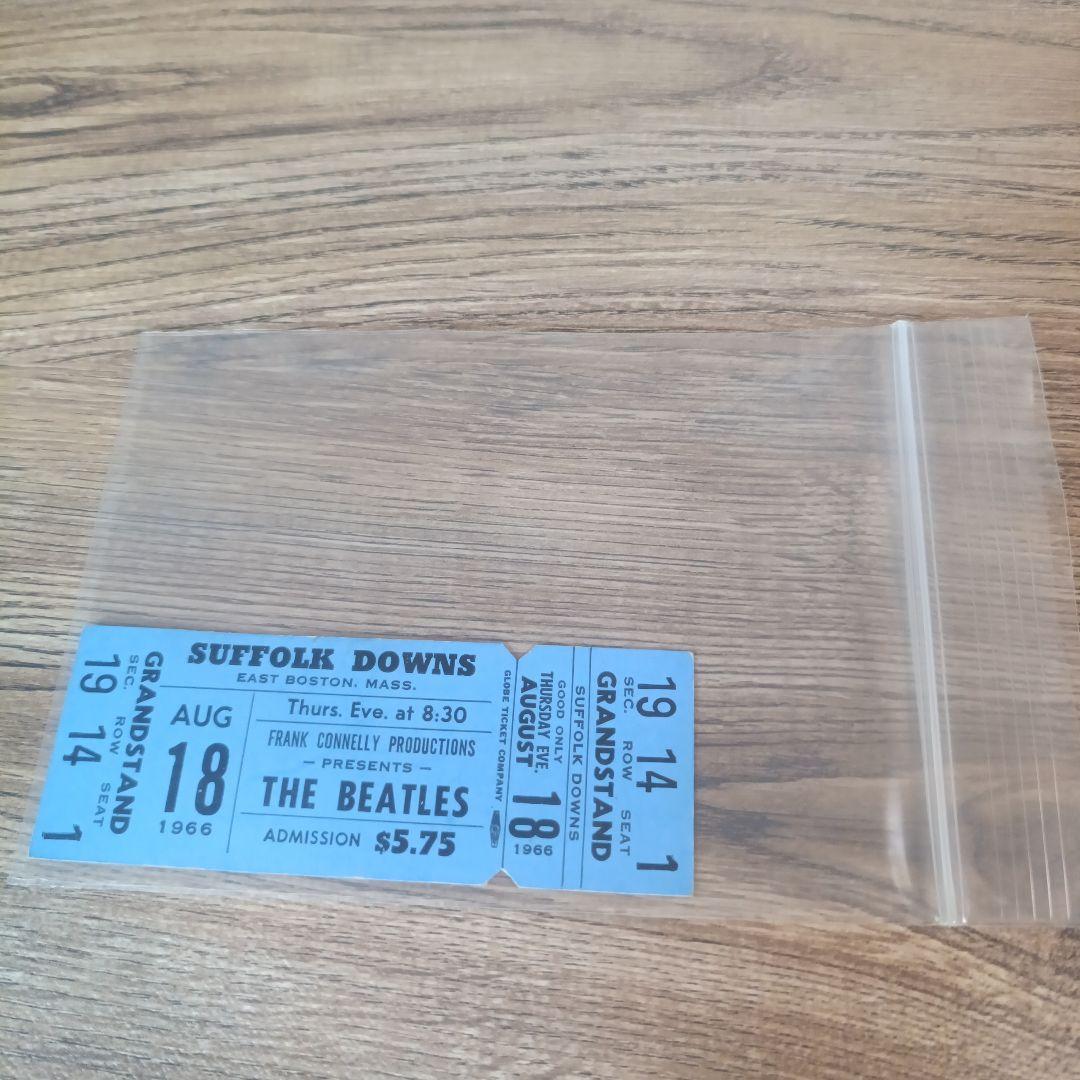 GRANDSTAND
SEC. ROW SEAT
19 14 1
SUFFOLK DOWNS
EAST BOSTON, MASS.
AUG
18
1966
Thurs. Eve. at 8:30
FRANK CONNELLY PRODUCTIONS
– PRESENTS –
THE BEATLES
ADMISSION $5.75
GLOBE TICKET COMPANY
AUGUST
THURSDAY EVE.
GOOD ONLY
18
1966
SUFFOLK DOWNS
GRANDSTAND
SEC. ROW SEAT
19 14 1